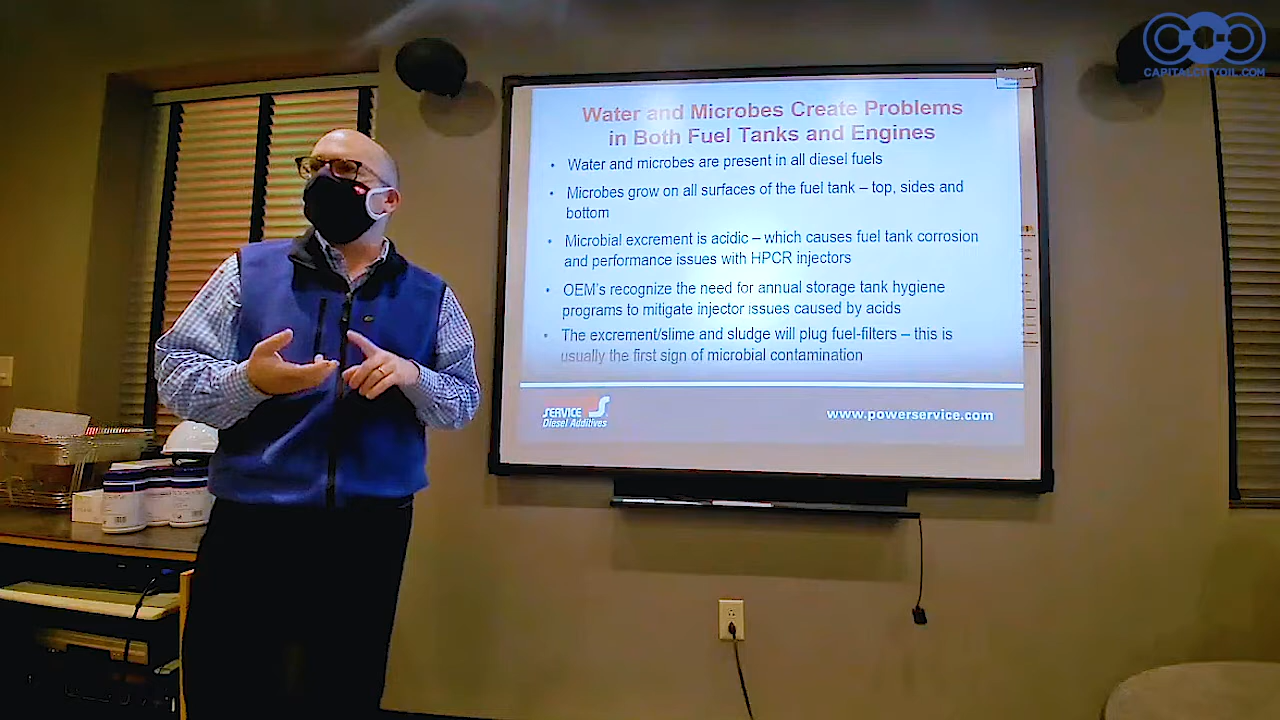 CAPITALCITYOIL.COM
Water and Microbes Create Problems
in Both Fuel Tanks and Engines
• Water and microbes are present in all diesel fuels
• Microbes grow on all surfaces of the fuel tank – top, sides and
bottom
• Microbial excrement is acidic – which causes fuel tank corrosion
and performance issues with HPCR injectors
• OEM's recognize the need for annual storage tank hygiene
programs to mitigate injector issues caused by acids
• The excrement/slime and sludge will plug fuel-filters – this is
usually the first sign of microbial contamination
SERVICE
Diesel Additives
www.powerservice.com